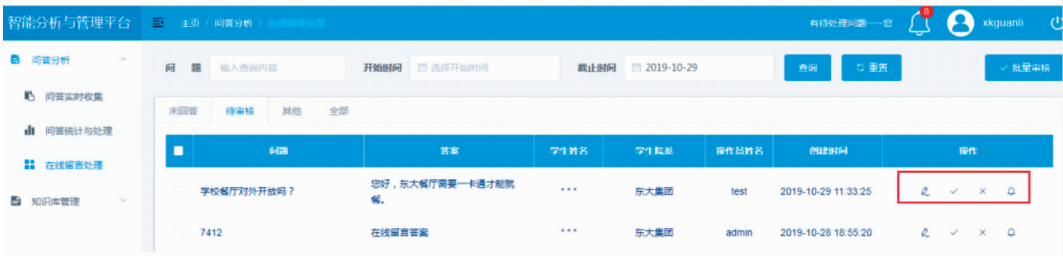 智能分析与管理平台 主页 / 问答分析 / 在线留言处理 有待处理问题 8 xkguanli
问答分析
问答实时收集
问答统计与处理
在线留言处理
知识库管理
问 题 输入查询内容 开始时间 选择开始时间 截止时间 2019-10-29 查询 重置 批量审核
未回答 待审核 其他 全部
问题 答案 学生姓名 学生院系 操作员姓名 创建时间 操作
学校餐厅对外开放吗？ 您好，东大餐厅需要一卡通才能就餐。 *** 东大集团 test 2019-10-29 11:33:25
7412 在线留言答案 *** 东大集团 admin 2019-10-28 18:55:20